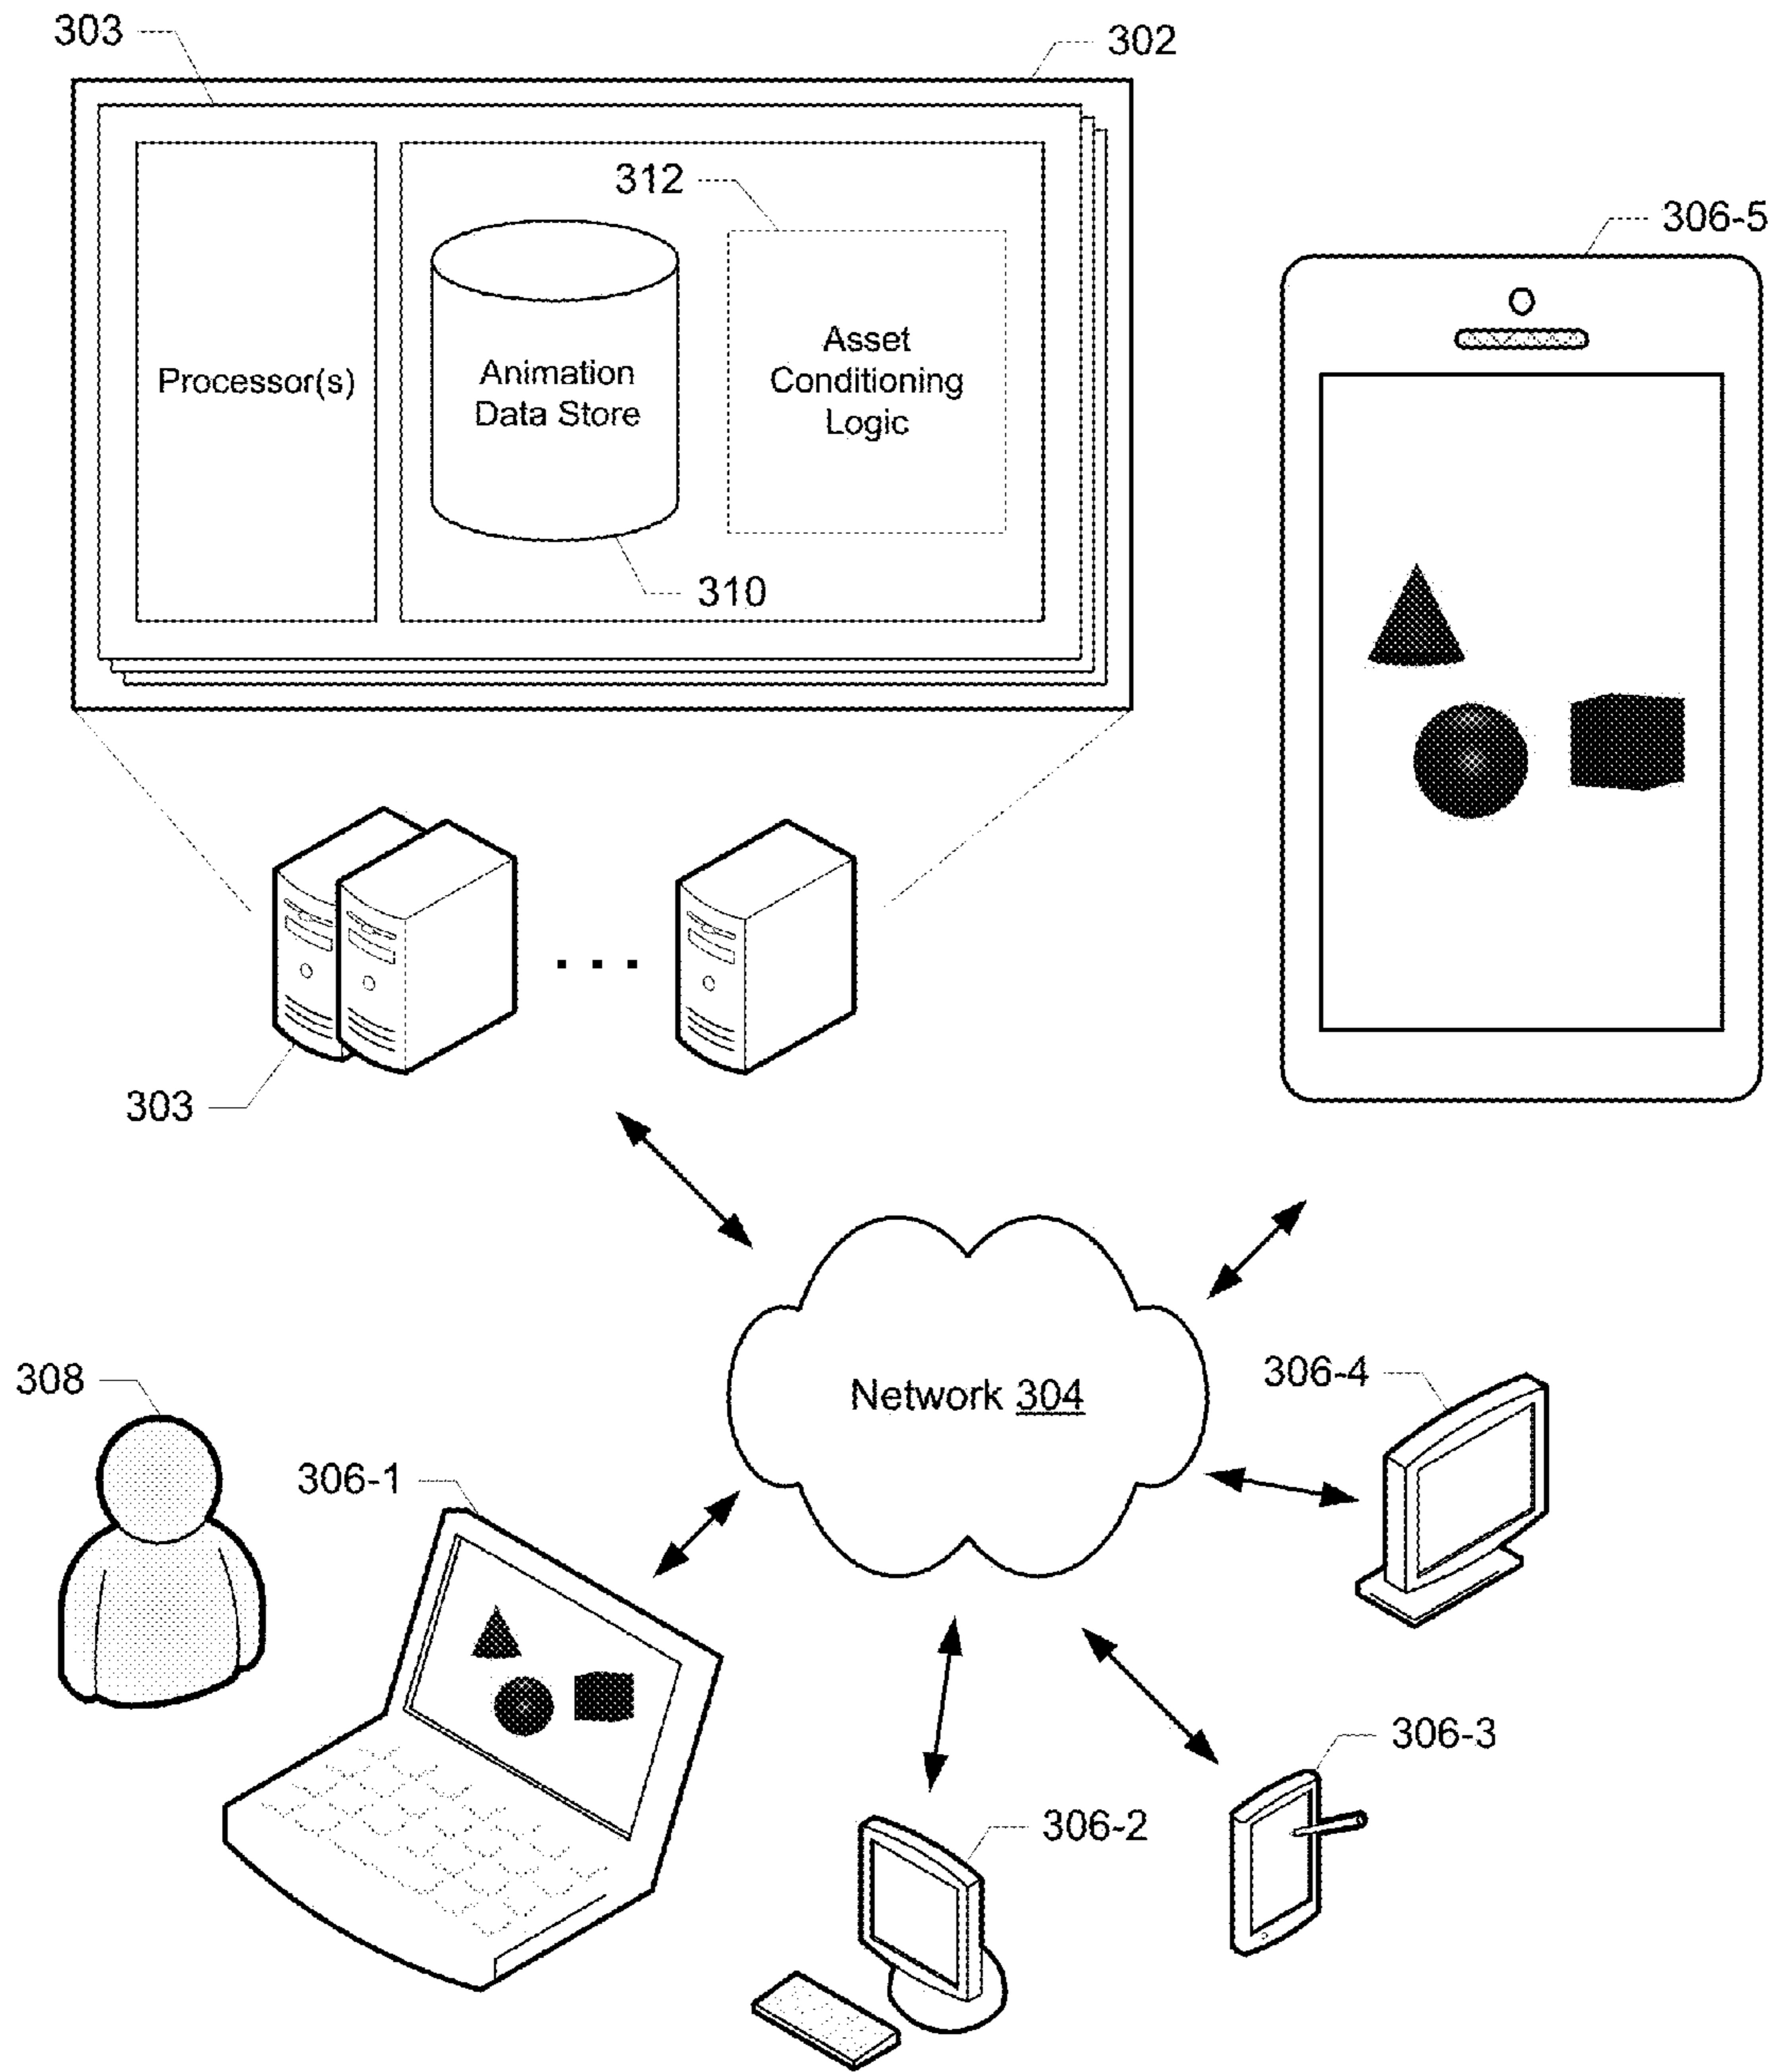 303
302
312
306-5
Processor(s)
Animation
Data Store
Asset
Conditioning
Logic
310
. . .
303
Network 304
308
306-1
306-4
306-3
306-2